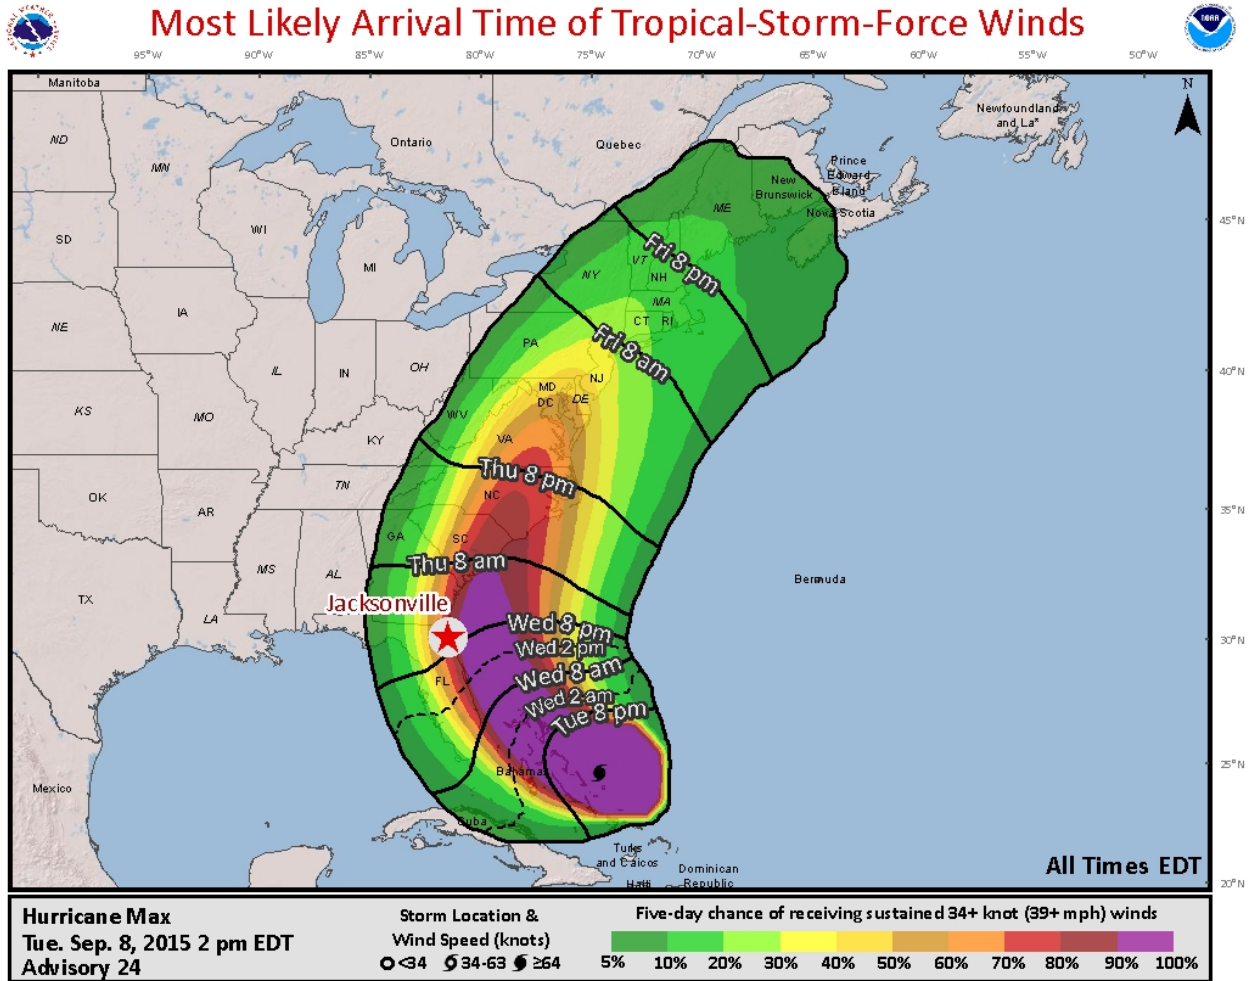 Most Likely Arrival Time of Tropical-Storm-Force Winds
95°W 90°W 85°W 80°W 75°W 70°W 65°W 60°W 55°W 50°W
NOAA
Manitoba
N
Newfoundland
and La*
ND
MN
Ontario
Quebec
Prince
Edward
Island
New
Brunswick
ME
Nova Scotia
45°N
SD
WI
MI
Fri 8 pm
VT
NY
NH
MA
CT RI
IA
NE
PA
Fri 8 am
40°N
IL
IN
OH
NJ
MD
DC
DE
KS
MO
WV
KY
VA
Thu 8 pm
TN
NC
OK
AR
35°N
GA
SC
Thu 8 am
MS
AL
Bermuda
TX
LA
Jacksonville
Wed 8 pm
30°N
Wed 2 pm
Wed 8 am
FL
Wed 2 am
Tue 8 pm
Bahamas
25°N
Mexico
Cuba
Turks
and Caicos
Dominican
Republic
Haiti
All Times EDT
20°N
Hurricane Max
Tue. Sep. 8, 2015 2 pm EDT
Advisory 24
Storm Location &
Wind Speed (knots)
<34 34-63 ≥64
Five-day chance of receiving sustained 34+ knot (39+ mph) winds
5% 10% 20% 30% 40% 50% 60% 70% 80% 90% 100%